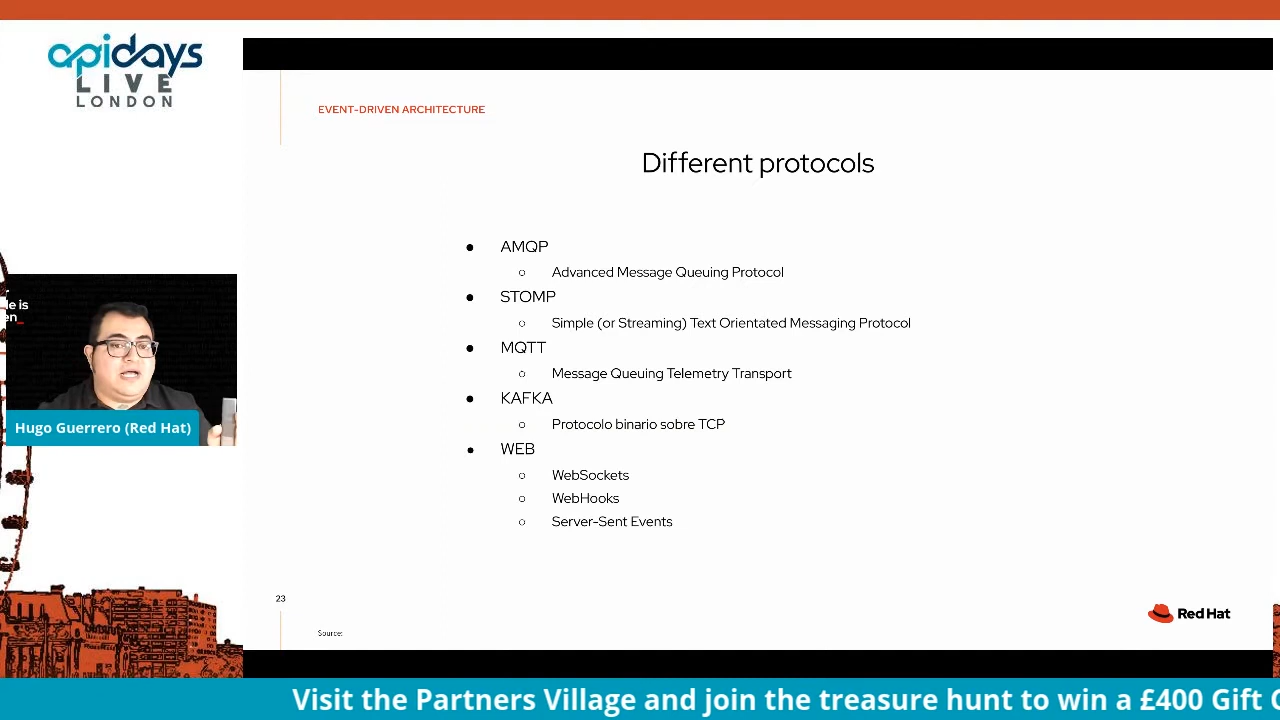 apidays
LIVE
LONDON
EVENT-DRIVEN ARCHITECTURE
Different protocols
● AMQP
○ Advanced Message Queuing Protocol
● STOMP
○ Simple (or Streaming) Text Orientated Messaging Protocol
● MQTT
○ Message Queuing Telemetry Transport
● KAFKA
○ Protocolo binario sobre TCP
● WEB
○ WebSockets
○ WebHooks
○ Server-Sent Events
is
Hugo Guerrero (Red Hat)
23
Red Hat
Source:
Visit the Partners Village and join the treasure hunt to win a £400 Gift